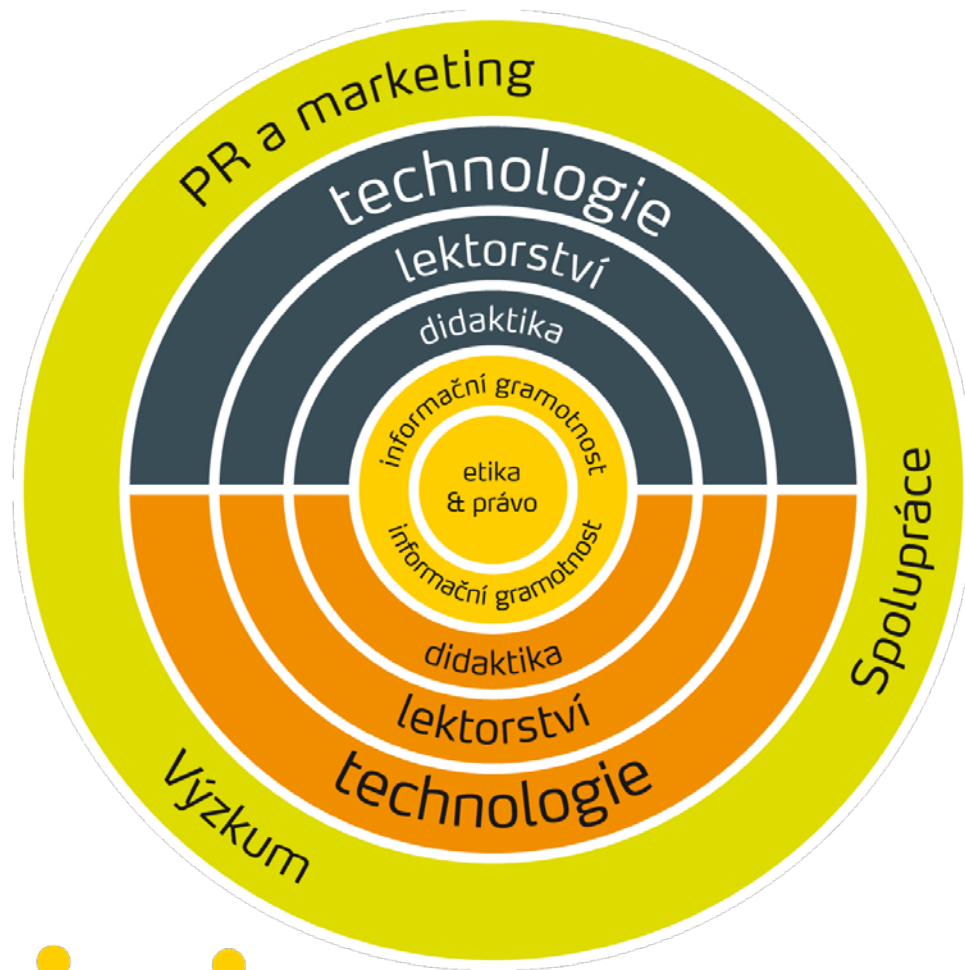 PR a marketing
technologie
lektorství
didaktika
informační gramotnost
etika
& právo
informační gramotnost
didaktika
lektorství
technologie
Spolupráce
Výzkum